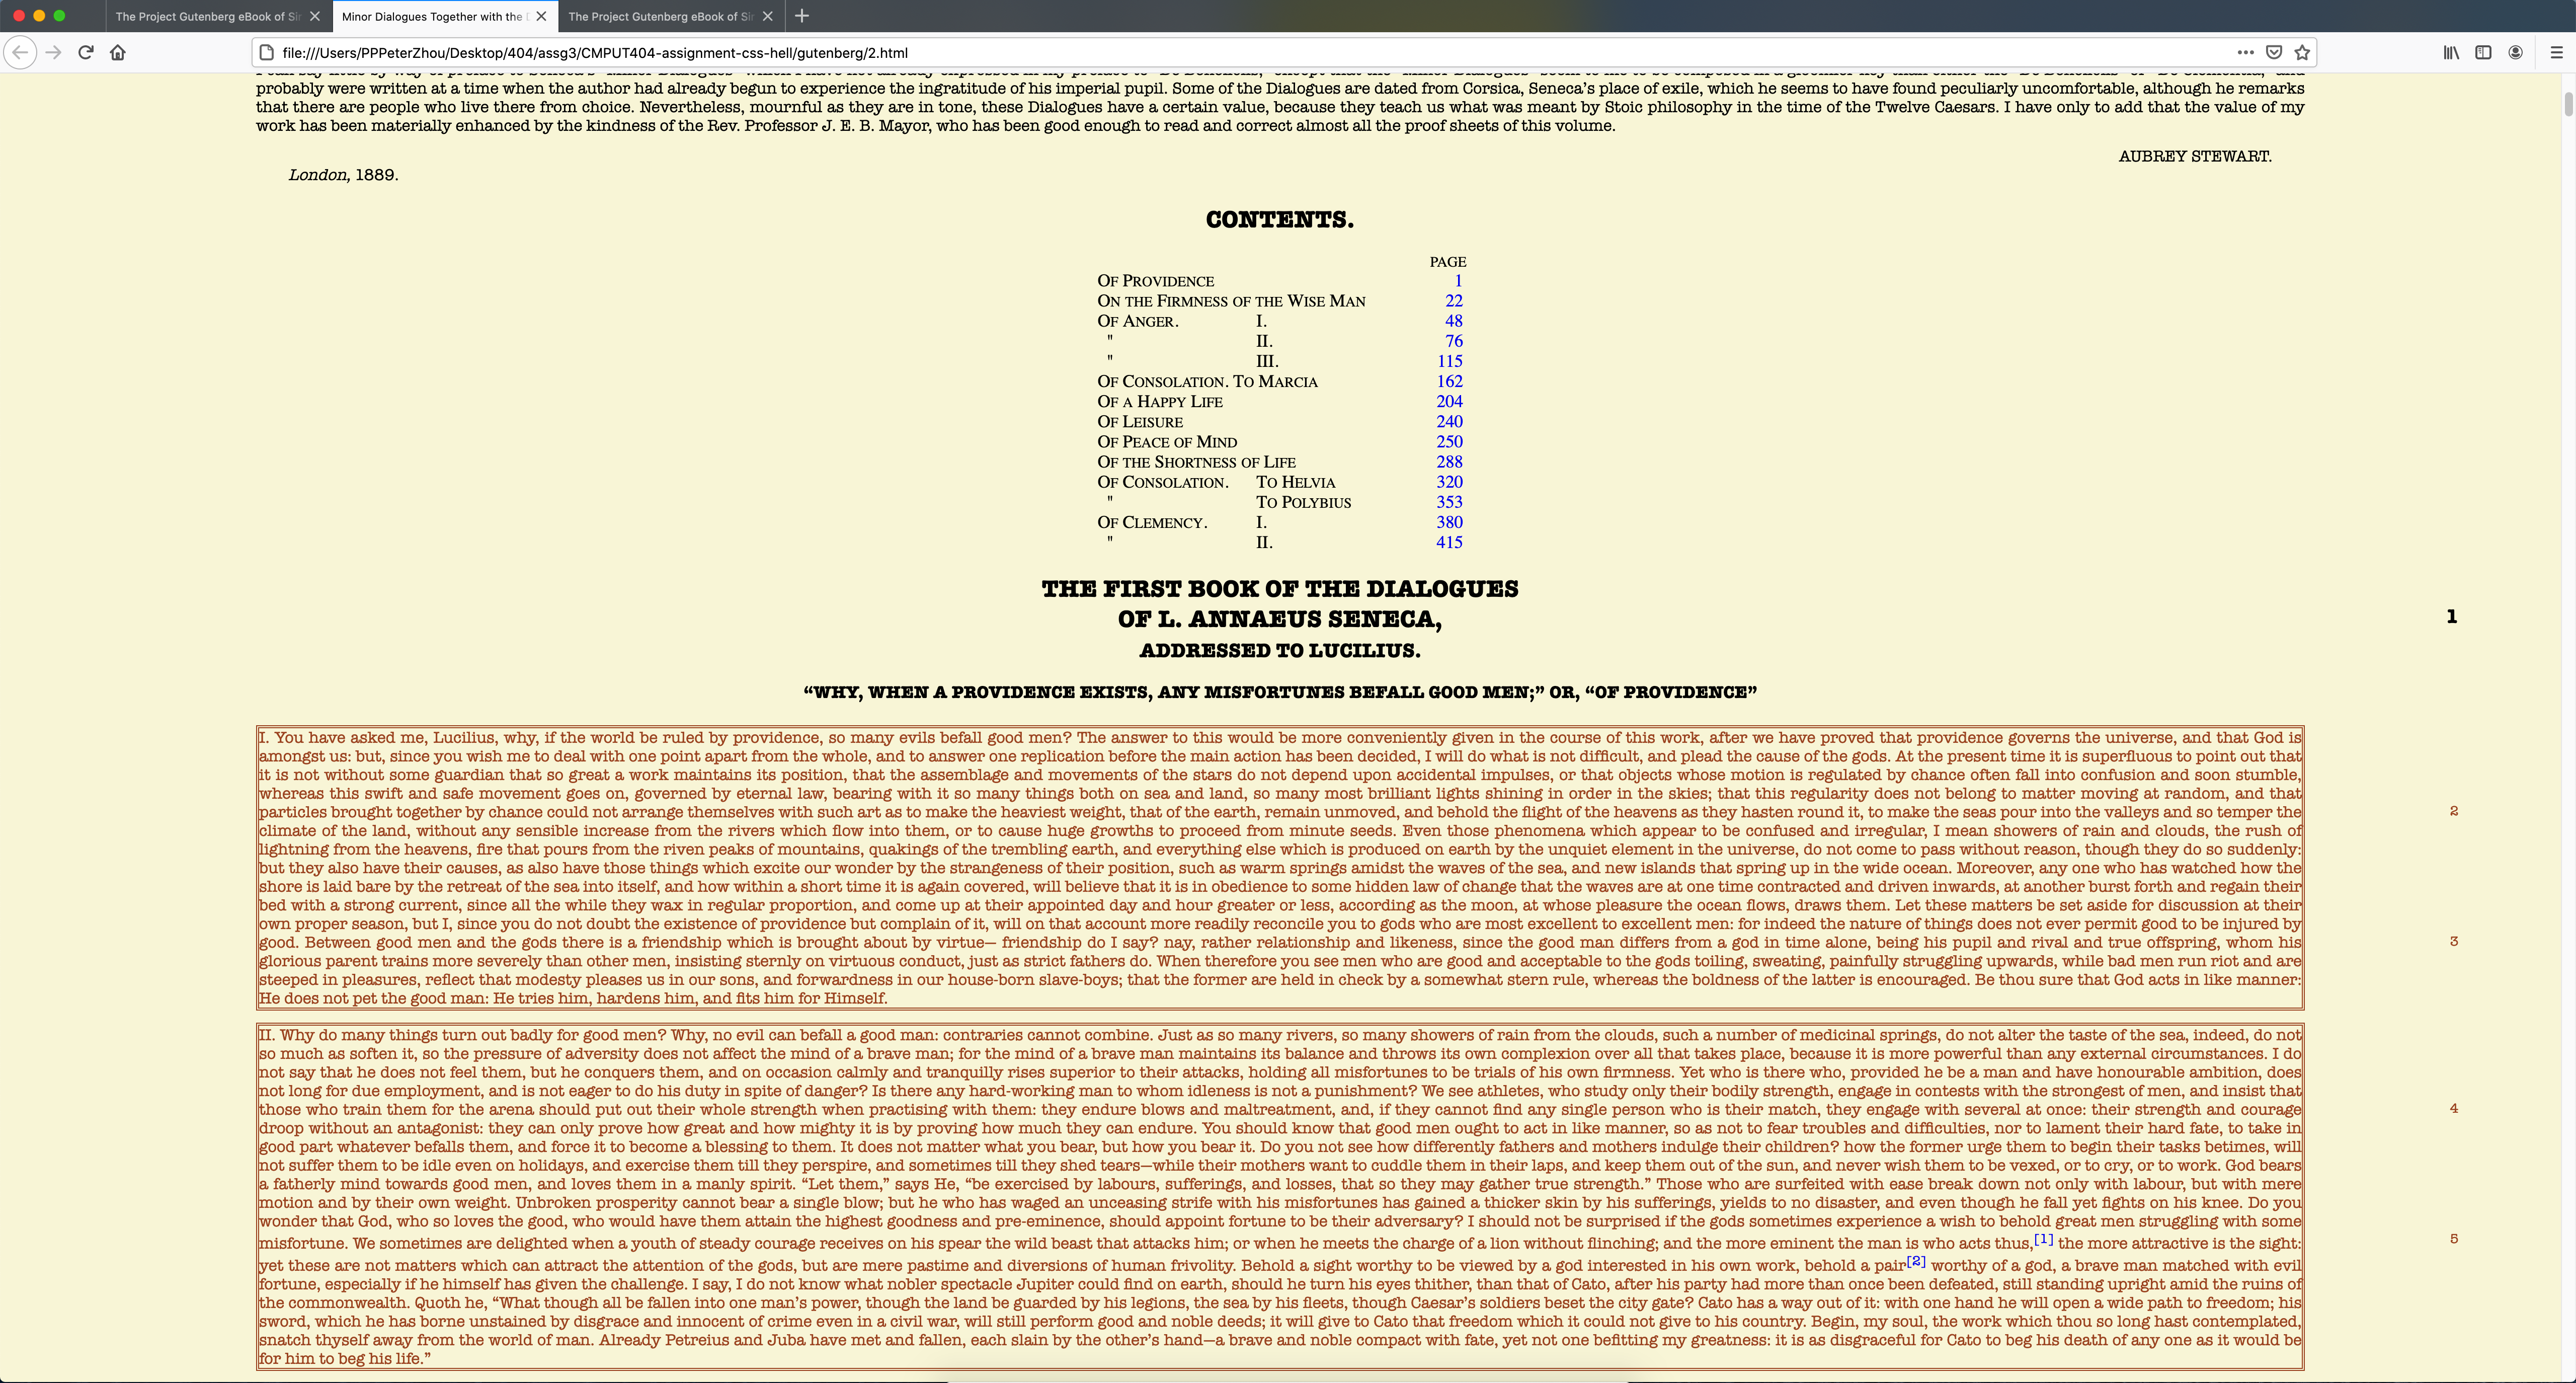 The Project Gutenberg eBook of Sir
Minor Dialogues Together with the
The Project Gutenberg eBook of Sir
file:///Users/PPPeterZhou/Desktop/404/assg3/CMPUT404-assignment-css-hell/gutenberg/2.html
I can say little by way of preface to Seneca's “Minor Dialogues” which I have not already expressed in my preface to “De Beneficiis,” except that the “Minor Dialogues” seem to me to be composed in a gloomier key than either the “De Beneficiis” or “De Clementia,” and
probably were written at a time when the author had already begun to experience the ingratitude of his imperial pupil. Some of the Dialogues are dated from Corsica, Seneca’s place of exile, which he seems to have found peculiarly uncomfortable, although he remarks
that there are people who live there from choice. Nevertheless, mournful as they are in tone, these Dialogues have a certain value, because they teach us what was meant by Stoic philosophy in the time of the Twelve Caesars. I have only to add that the value of my
work has been materially enhanced by the kindness of the Rev. Professor J. E. B. Mayor, who has been good enough to read and correct almost all the proof sheets of this volume.
AUBREY STEWART.
London, 1889.
CONTENTS.
PAGE
OF PROVIDENCE 1
ON THE FIRMNESS OF THE WISE MAN 22
OF ANGER. I. 48
" II. 76
" III. 115
OF CONSOLATION. TO MARCIA 162
OF A HAPPY LIFE 204
OF LEISURE 240
OF PEACE OF MIND 250
OF THE SHORTNESS OF LIFE 288
OF CONSOLATION. TO HELVIA 320
" TO POLYBIUS 353
OF CLEMENCY. I. 380
" II. 415
THE FIRST BOOK OF THE DIALOGUES
OF L. ANNAEUS SENECA, 1
ADDRESSED TO LUCILIUS.
“WHY, WHEN A PROVIDENCE EXISTS, ANY MISFORTUNES BEFALL GOOD MEN;” OR, “OF PROVIDENCE”
I. You have asked me, Lucilius, why, if the world be ruled by providence, so many evils befall good men? The answer to this would be more conveniently given in the course of this work, after we have proved that providence governs the universe, and that God is
amongst us: but, since you wish me to deal with one point apart from the whole, and to answer one replication before the main action has been decided, I will do what is not difficult, and plead the cause of the gods. At the present time it is superfluous to point out that
it is not without some guardian that so great a work maintains its position, that the assemblage and movements of the stars do not depend upon accidental impulses, or that objects whose motion is regulated by chance often fall into confusion and soon stumble,
whereas this swift and safe movement goes on, governed by eternal law, bearing with it so many things both on sea and land, so many most brilliant lights shining in order in the skies; that this regularity does not belong to matter moving at random, and that
particles brought together by chance could not arrange themselves with such art as to make the heaviest weight, that of the earth, remain unmoved, and behold the flight of the heavens as they hasten round it, to make the seas pour into the valleys and so temper the 2
climate of the land, without any sensible increase from the rivers which flow into them, or to cause huge growths to proceed from minute seeds. Even those phenomena which appear to be confused and irregular, I mean showers of rain and clouds, the rush of
lightning from the heavens, fire that pours from the riven peaks of mountains, quakings of the trembling earth, and everything else which is produced on earth by the unquiet element in the universe, do not come to pass without reason, though they do so suddenly:
but they also have their causes, as also have those things which excite our wonder by the strangeness of their position, such as warm springs amidst the waves of the sea, and new islands that spring up in the wide ocean. Moreover, any one who has watched how the
shore is laid bare by the retreat of the sea into itself, and how within a short time it is again covered, will believe that it is in obedience to some hidden law of change that the waves are at one time contracted and driven inwards, at another burst forth and regain their
bed with a strong current, since all the while they wax in regular proportion, and come up at their appointed day and hour greater or less, according as the moon, at whose pleasure the ocean flows, draws them. Let these matters be set aside for discussion at their
own proper season, but I, since you do not doubt the existence of providence but complain of it, will on that account more readily reconcile you to gods who are most excellent to excellent men: for indeed the nature of things does not ever permit good to be injured by
good. Between good men and the gods there is a friendship which is brought about by virtue— friendship do I say? nay, rather relationship and likeness, since the good man differs from a god in time alone, being his pupil and rival and true offspring, whom his 3
glorious parent trains more severely than other men, insisting sternly on virtuous conduct, just as strict fathers do. When therefore you see men who are good and acceptable to the gods toiling, sweating, painfully struggling upwards, while bad men run riot and are
steeped in pleasures, reflect that modesty pleases us in our sons, and forwardness in our house-born slave-boys; that the former are held in check by a somewhat stern rule, whereas the boldness of the latter is encouraged. Be thou sure that God acts in like manner:
He does not pet the good man: He tries him, hardens him, and fits him for Himself.
II. Why do many things turn out badly for good men? Why, no evil can befall a good man: contraries cannot combine. Just as so many rivers, so many showers of rain from the clouds, such a number of medicinal springs, do not alter the taste of the sea, indeed, do not
so much as soften it, so the pressure of adversity does not affect the mind of a brave man; for the mind of a brave man maintains its balance and throws its own complexion over all that takes place, because it is more powerful than any external circumstances. I do
not say that he does not feel them, but he conquers them, and on occasion calmly and tranquilly rises superior to their attacks, holding all misfortunes to be trials of his own firmness. Yet who is there who, provided he be a man and have honourable ambition, does
not long for due employment, and is not eager to do his duty in spite of danger? Is there any hard-working man to whom idleness is not a punishment? We see athletes, who study only their bodily strength, engage in contests with the strongest of men, and insist that
those who train them for the arena should put out their whole strength when practising with them: they endure blows and maltreatment, and, if they cannot find any single person who is their match, they engage with several at once: their strength and courage 4
droop without an antagonist: they can only prove how great and how mighty it is by proving how much they can endure. You should know that good men ought to act in like manner, so as not to fear troubles and difficulties, nor to lament their hard fate, to take in
good part whatever befalls them, and force it to become a blessing to them. It does not matter what you bear, but how you bear it. Do you not see how differently fathers and mothers indulge their children? how the former urge them to begin their tasks betimes, will
not suffer them to be idle even on holidays, and exercise them till they perspire, and sometimes till they shed tears—while their mothers want to cuddle them in their laps, and keep them out of the sun, and never wish them to be vexed, or to cry, or to work. God bears
a fatherly mind towards good men, and loves them in a manly spirit. “Let them,” says He, “be exercised by labours, sufferings, and losses, that so they may gather true strength.” Those who are surfeited with ease break down not only with labour, but with mere
motion and by their own weight. Unbroken prosperity cannot bear a single blow; but he who has waged an unceasing strife with his misfortunes has gained a thicker skin by his sufferings, yields to no disaster, and even though he fall yet fights on his knee. Do you
wonder that God, who so loves the good, who would have them attain the highest goodness and pre-eminence, should appoint fortune to be their adversary? I should not be surprised if the gods sometimes experience a wish to behold great men struggling with some
misfortune. We sometimes are delighted when a youth of steady courage receives on his spear the wild beast that attacks him; or when he meets the charge of a lion without flinching; and the more eminent the man is who acts thus,[1] the more attractive is the sight: 5
yet these are not matters which can attract the attention of the gods, but are mere pastime and diversions of human frivolity. Behold a sight worthy to be viewed by a god interested in his own work, behold a pair[2] worthy of a god, a brave man matched with evil
fortune, especially if he himself has given the challenge. I say, I do not know what nobler spectacle Jupiter could find on earth, should he turn his eyes thither, than that of Cato, after his party had more than once been defeated, still standing upright amid the ruins of
the commonwealth. Quoth he, “What though all be fallen into one man’s power, though the land be guarded by his legions, the sea by his fleets, though Caesar’s soldiers beset the city gate? Cato has a way out of it: with one hand he will open a wide path to freedom; his
sword, which he has borne unstained by disgrace and innocent of crime even in a civil war, will still perform good and noble deeds; it will give to Cato that freedom which it could not give to his country. Begin, my soul, the work which thou so long hast contemplated,
snatch thyself away from the world of man. Already Petreius and Juba have met and fallen, each slain by the other’s hand—a brave and noble compact with fate, yet not one befitting my greatness: it is as disgraceful for Cato to beg his death of any one as it would be
for him to beg his life.”